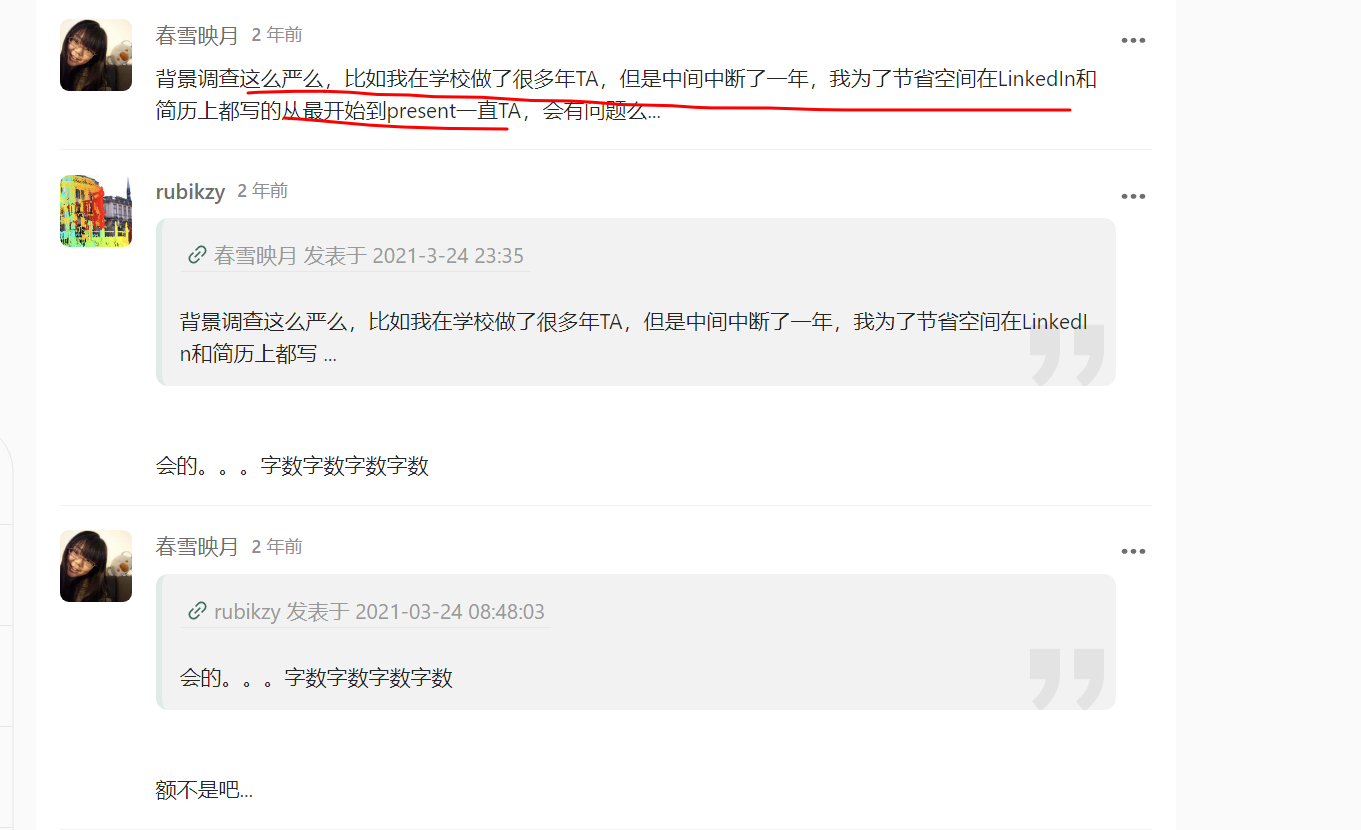 春雪映月 2 年前
背景调查这么严么，比如我在学校做了很多年TA，但是中间中断了一年，我为了节省空间在LinkedIn和
简历上都写的从最开始到present一直TA，会有问题么...
rubikzy 2 年前
春雪映月 发表于 2021-3-24 23:35
背景调查这么严么，比如我在学校做了很多年TA，但是中间中断了一年，我为了节省空间在LinkedI
n和简历上都写 ...
会的。。。字数字数字数字数
春雪映月 2 年前
rubikzy 发表于 2021-03-24 08:48:03
会的。。。字数字数字数字数
额不是吧...